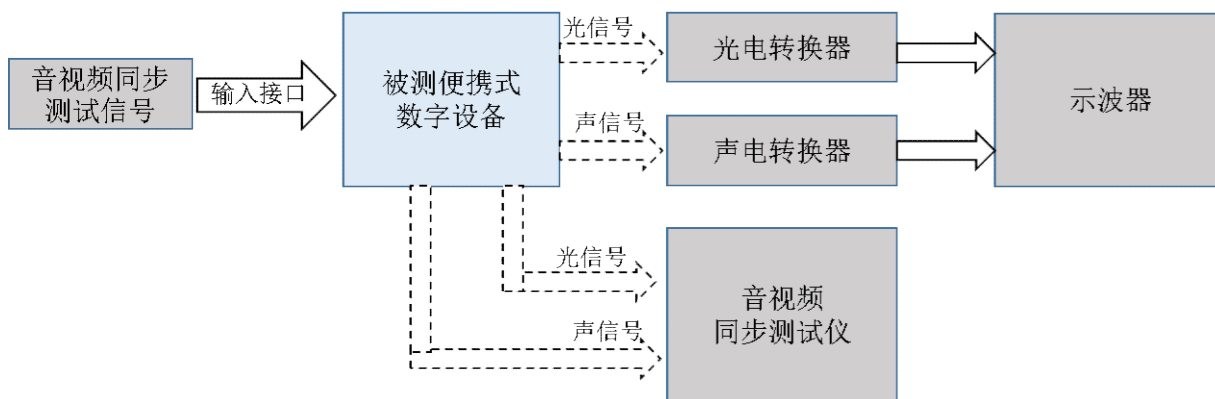 音视频同步
测试信号
输入接口
被测便携式
数字设备
光信号
光电转换器
声信号
声电转换器
示波器
光信号
声信号
音视频
同步测试仪